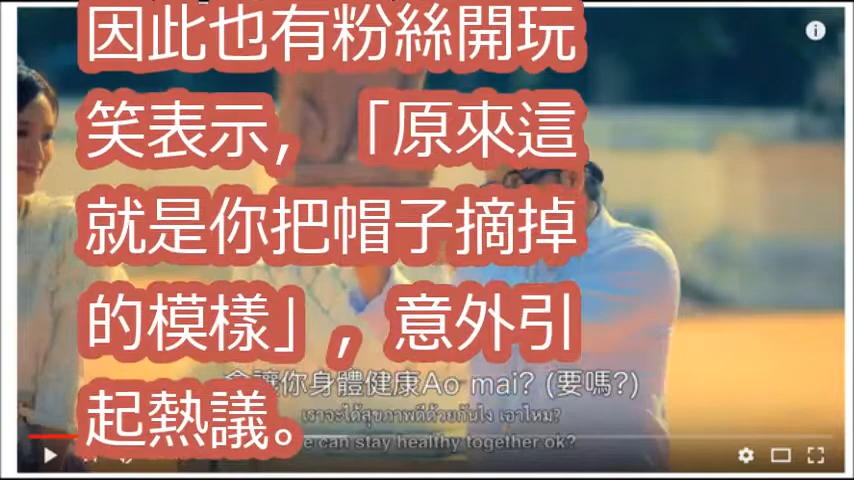 因此也有粉絲開玩
笑表示，「原來這
就是你把帽子摘掉
的模樣」，意外引
起熱議。
你身體健康Ao mai? (要嗎?)
เราจะได้สุขภาพดีด้วยกันไง เอาไหม?
can stay healthy together ok?